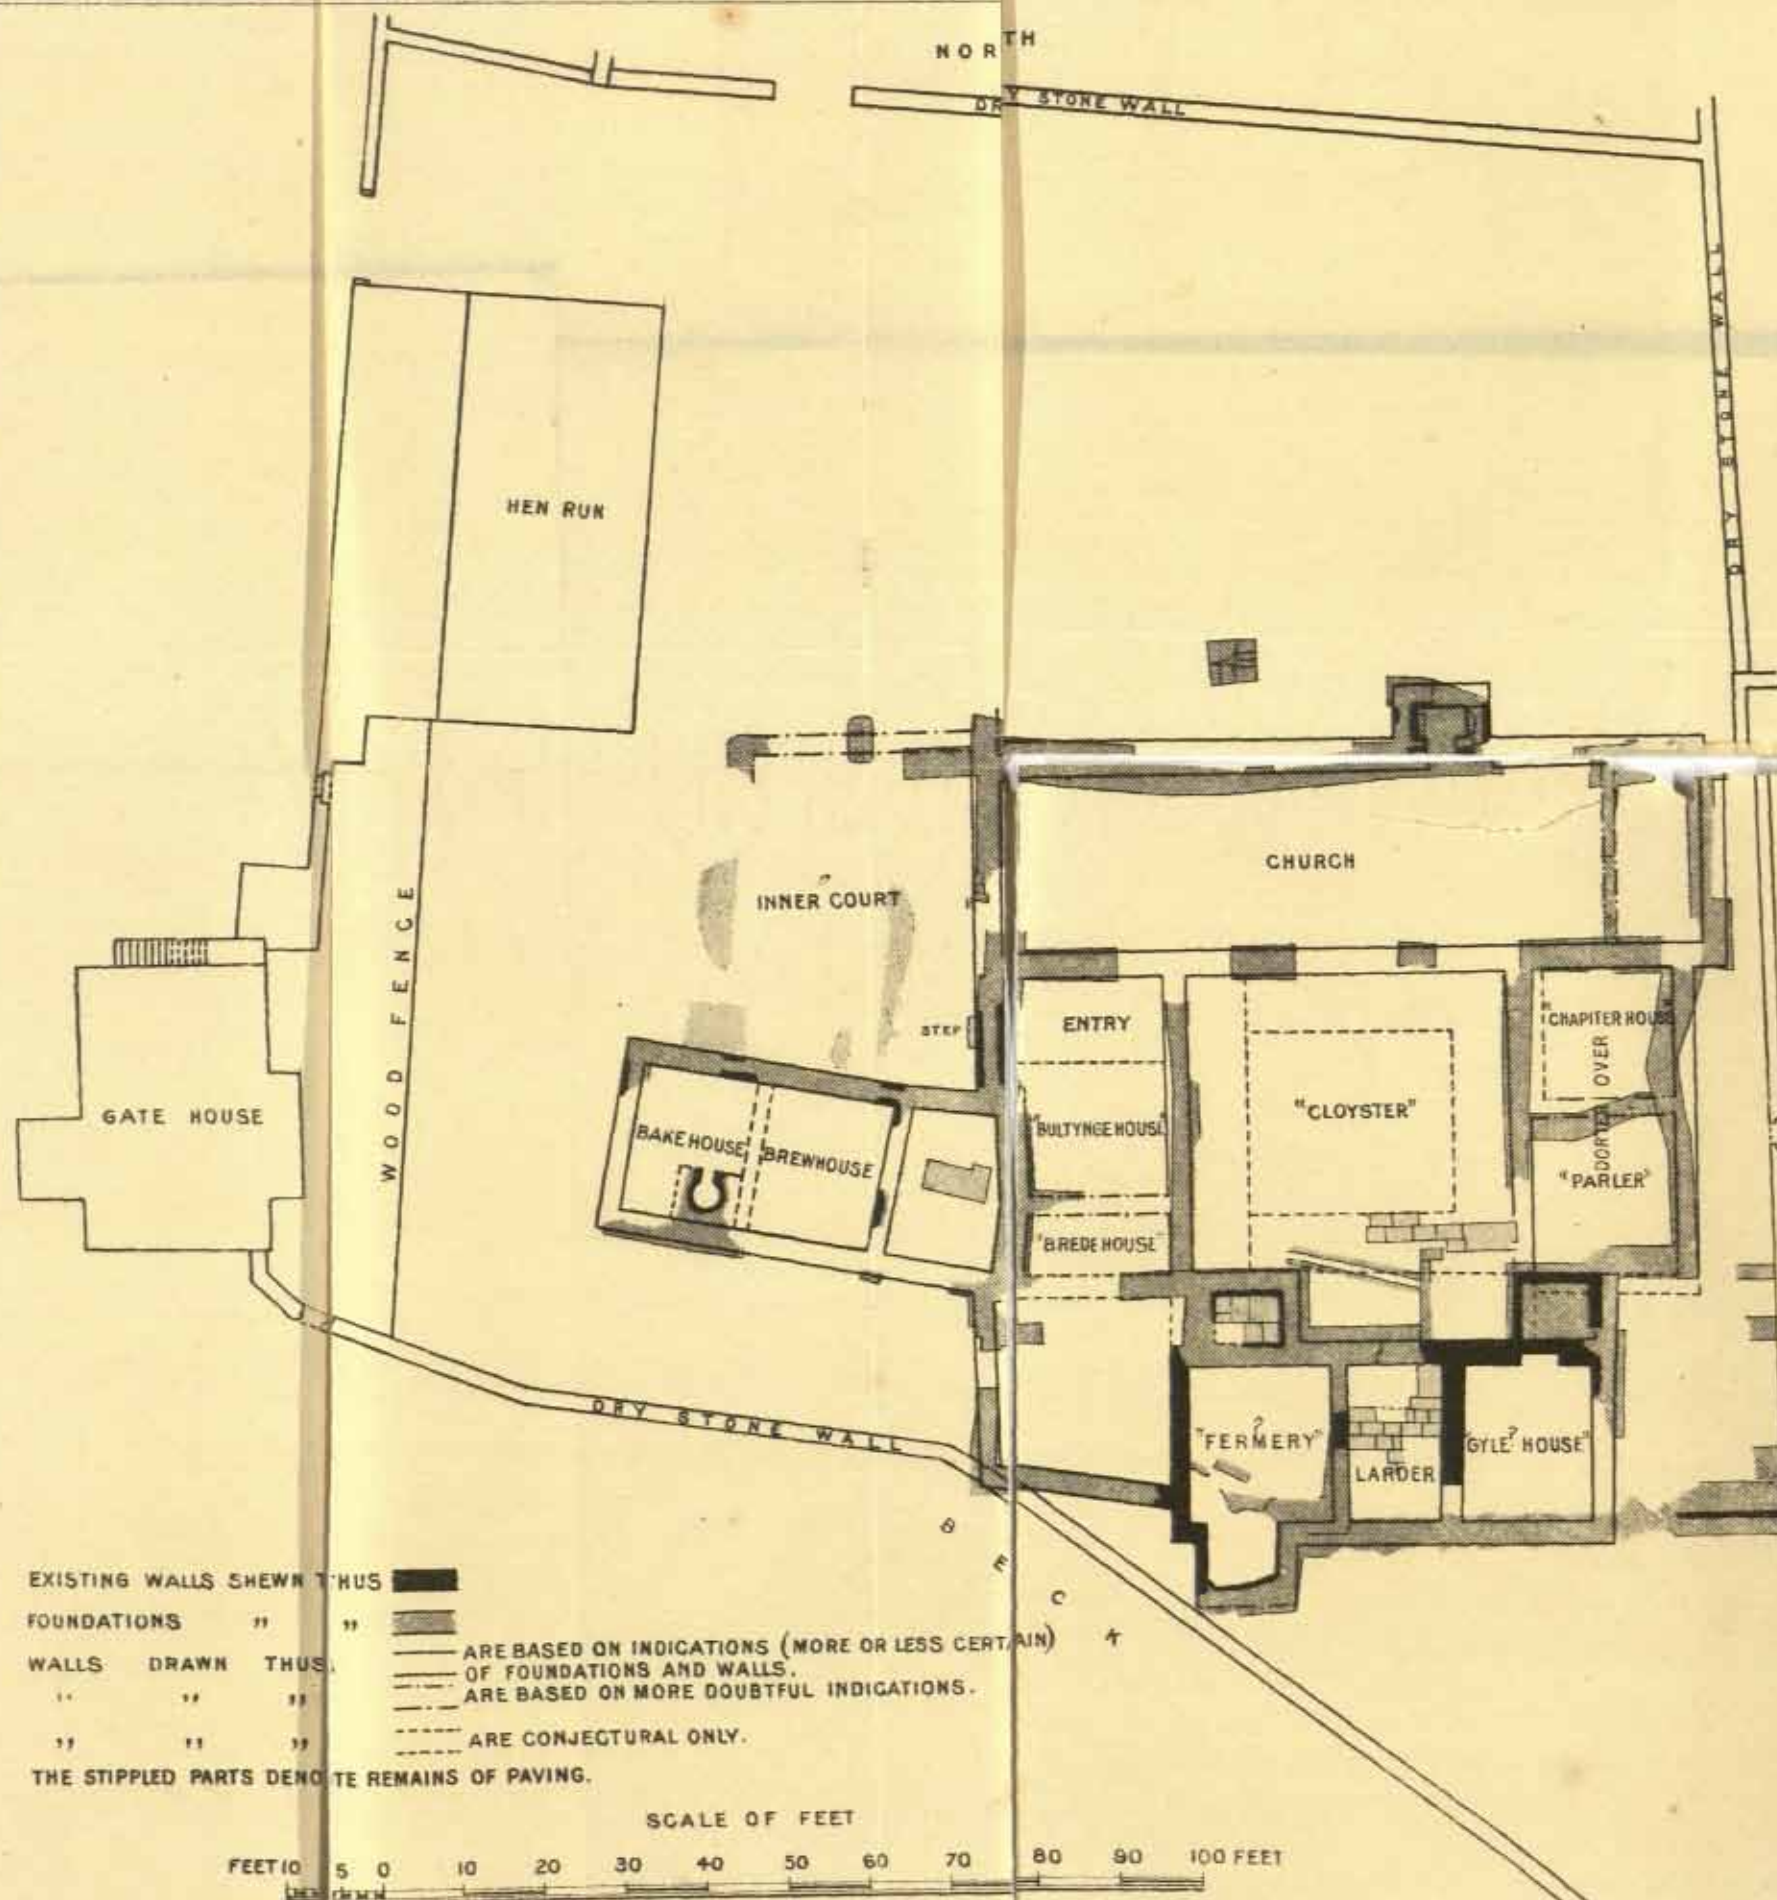 NORTH
DRY STONE WALL
DRY STONE WALL
HEN RUN
CHURCH
INNER ? COURT
WOOD FENCE
STEP
ENTRY
"CHAPITER HOUSE"
DORTER OVER
GATE HOUSE
"CLOYSTER"
BAKEHOUSE
BREWHOUSE
"BULTYNGE HOUSE"
"PARLER"
"BREDE HOUSE"
DRY STONE WALL
"FERMERY" ?
LARDER
"GYLE ? HOUSE"
BECK
EXISTING WALLS SHEWN THUS
FOUNDATIONS " "
WALLS DRAWN THUS.
ARE BASED ON INDICATIONS (MORE OR LESS CERTAIN)
OF FOUNDATIONS AND WALLS.
" " " ARE BASED ON MORE DOUBTFUL INDICATIONS.
" " " ARE CONJECTURAL ONLY.
THE STIPPLED PARTS DENOTE REMAINS OF PAVING.
SCALE OF FEET
FEET 10 5 0 10 20 30 40 50 60 70 80 90 100 FEET